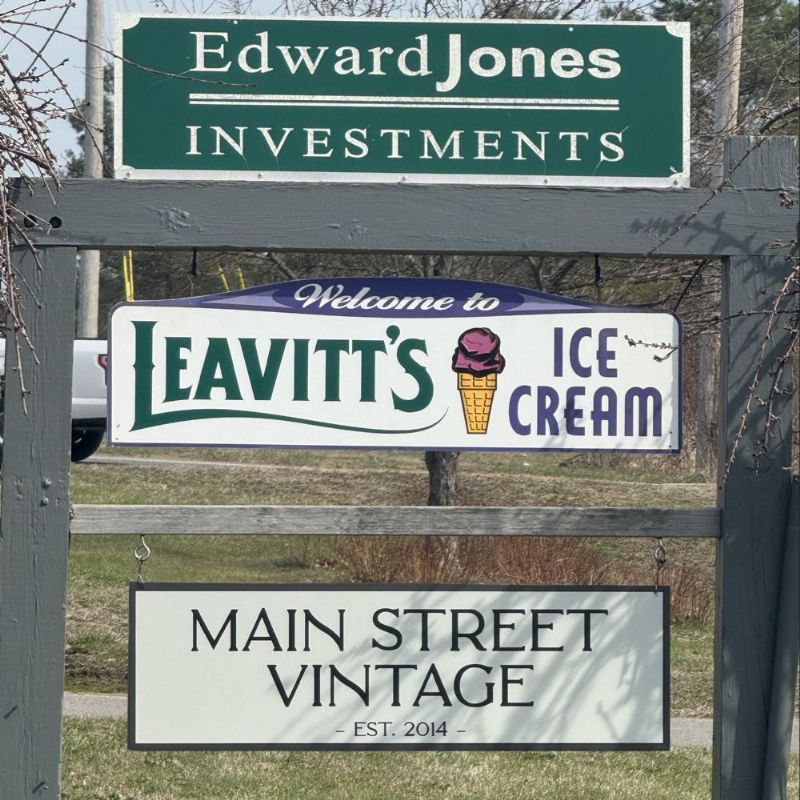 Edward Jones
INVESTMENTS
Welcome to
LEAVITT'S
ICE
CREAM
MAIN STREET
VINTAGE
- EST. 2014 -